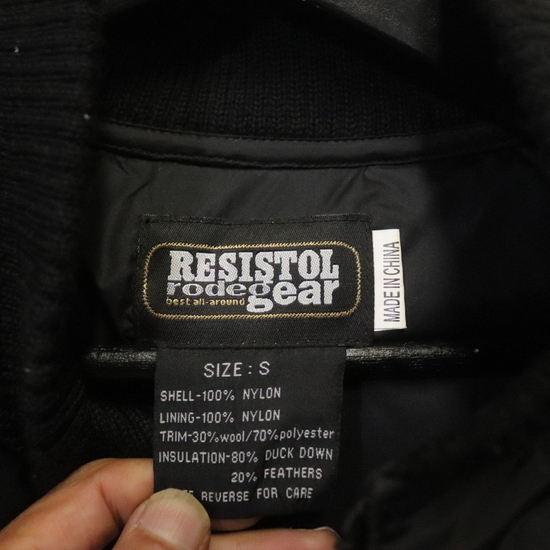 RESISTOL
rodeo gear
best all-around
MADE IN CHINA
SIZE: S
SHELL-100% NYLON
LINING-100% NYLON
TRIM-30%wool/70%polyester
INSULATION-80% DUCK DOWN
20% FEATHERS
REVERSE FOR CARE